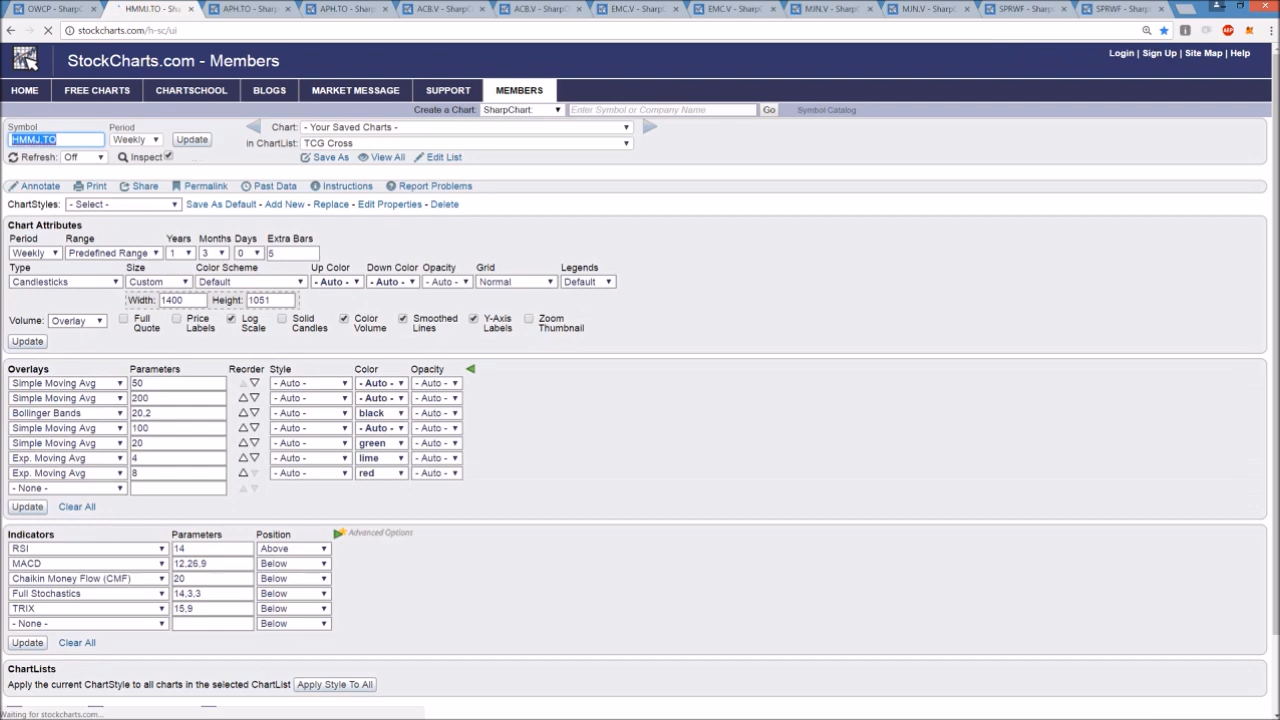 OWCP - SharpC
HMMJ.TO - Sha
APH.TO - Sharp
APH.TO - Sharp
ACB.V - SharpC
ACB.V - SharpC
EMC.V - SharpC
EMC.V - SharpC
MJN.V - SharpC
MJN.V - SharpC
SPRWF - Sharp
SPRWF - Sharp
stockcharts.com/h-sc/ui
StockCharts.com - Members
Login | Sign Up | Site Map | Help
HOME FREE CHARTS CHARTSCHOOL BLOGS MARKET MESSAGE SUPPORT MEMBERS
Create a Chart: SharpChart Enter Symbol or Company Name Go Symbol Catalog
Symbol Period
HMMJ.TO Weekly Update
Chart: - Your Saved Charts -
in ChartList: TCG Cross
Refresh: Off Inspect
Save As View All Edit List
Annotate Print Share Permalink Past Data Instructions Report Problems
ChartStyles: - Select - Save As Default - Add New - Replace - Edit Properties - Delete
Chart Attributes
Period Range Years Months Days Extra Bars
Weekly Predefined Range 1 3 0 5
Type Size Color Scheme Up Color Down Color Opacity Grid Legends
Candlesticks Custom Default - Auto - - Auto - - Auto - Normal Default
Width: 1400 Height: 1051
Volume: Overlay Full Quote Price Labels Log Scale Solid Candles Color Volume Smoothed Lines Y-Axis Labels Zoom Thumbnail
Update
Overlays Parameters Reorder Style Color Opacity
Simple Moving Avg 50 - Auto - - Auto - - Auto -
Simple Moving Avg 200 - Auto - - Auto - - Auto -
Bollinger Bands 20,2 - Auto - black - Auto -
Simple Moving Avg 100 - Auto - - Auto - - Auto -
Simple Moving Avg 20 - Auto - green - Auto -
Exp. Moving Avg 4 - Auto - lime - Auto -
Exp. Moving Avg 8 - Auto - red - Auto -
- None -
Update Clear All
Indicators Parameters Position Advanced Options
RSI 14 Above
MACD 12,26,9 Below
Chaikin Money Flow (CMF) 20 Below
Full Stochastics 14,3,3 Below
TRIX 15,9 Below
- None - Below
Update Clear All
ChartLists
Apply the current ChartStyle to all charts in the selected ChartList Apply Style To All
Waiting for stockcharts.com...